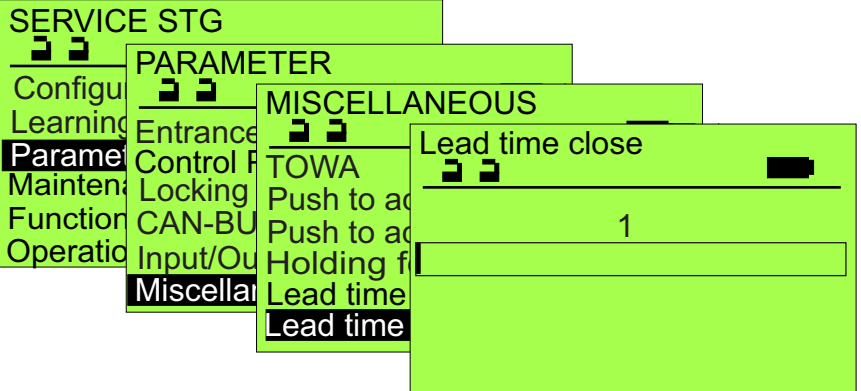 SERVICE STG
Configu
Learning
Paramet
Maintena
Function
Operatio
PARAMETER
Entrance
Control
Locking
CAN-BU
Input/Ou
Miscellar
MISCELLANEOUS
TOWA
Push to ac
Push to ac
Holding f
Lead time
Lead time
Lead time close
1